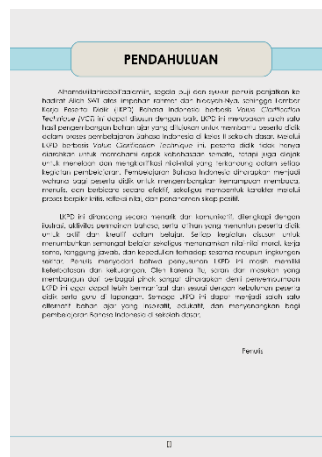 PENDAHULUAN
Alhamdulillahirabbil'aalamin, segala puji dan syukur penulis panjatkan ke
hadirat Allah SWT atas limpahan rahmat dan hidayah-Nya, sehingga Lembar
Kerja Peserta Didik (LKPD) Bahasa Indonesia berbasis Value Clarification
Technique (VCT) ini dapat disusun dengan baik. LKPD ini merupakan salah satu
hasil pengembangan bahan ajar yang ditujukan untuk membantu peserta didik
dalam proses pembelajaran Bahasa Indonesia di kelas II sekolah dasar. Melalui
LKPD berbasis Value Clarification Technique ini, peserta didik tidak hanya
diarahkan untuk memahami aspek kebahasaan semata, tetapi juga diajak
untuk menelaah dan mengklarifikasi nilai-nilai yang terkandung dalam setiap
kegiatan pembelajaran. Pembelajaran Bahasa Indonesia diharapkan menjadi
wahana bagi peserta didik untuk mengembangkan kemampuan membaca,
menulis, dan berbicara secara efektif, sekaligus membentuk karakter melalui
proses berpikir kritis, refleksi nilai, dan penanaman sikap positif.
LKPD ini dirancang secara menarik dan komunikatif, dilengkapi dengan
ilustrasi, aktivitas permainan bahasa, serta latihan yang menuntun peserta didik
untuk aktif dan kreatif dalam belajar. Setiap kegiatan disusun untuk
menumbuhkan semangat belajar sekaligus menanamkan nilai-nilai moral, kerja
sama, tanggung jawab, dan kepedulian terhadap sesama maupun lingkungan
sekitar. Penulis menyadari bahwa penyusunan LKPD ini masih memiliki
keterbatasan dan kekurangan. Oleh karena itu, saran dan masukan yang
membangun dari berbagai pihak sangat diharapkan demi penyempurnaan
LKPD ini agar dapat lebih bermanfaat dan sesuai dengan kebutuhan peserta
didik serta guru di lapangan. Semoga LKPD ini dapat menjadi salah satu
alternatif bahan ajar yang inspiratif, edukatif, dan menyenangkan bagi
pembelajaran Bahasa Indonesia di sekolah dasar.
Penulis